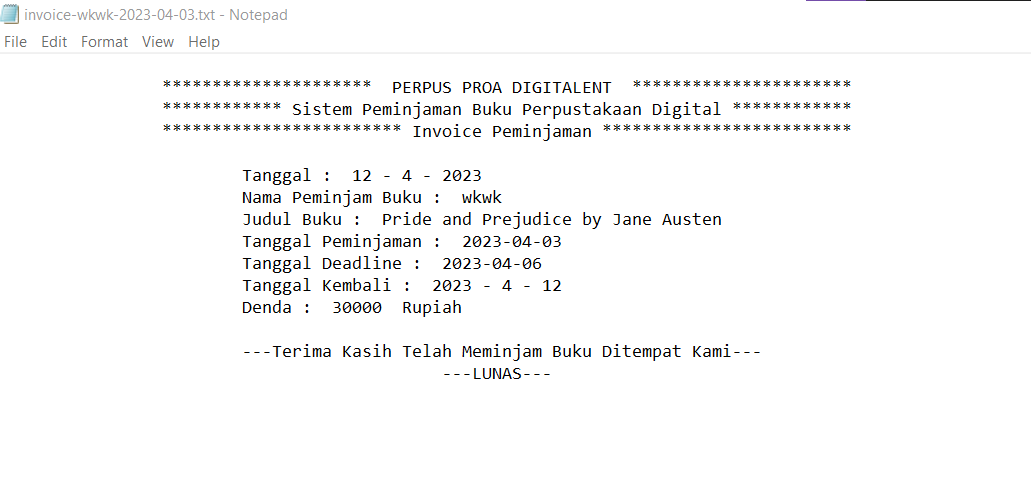 invoice-wkwk-2023-04-03.txt - Notepad
File Edit Format View Help
********************* PERPUS PROA DIGITALENT **********************
************ Sistem Peminjaman Buku Perpustakaan Digital ************
************************ Invoice Peminjaman *************************
Tanggal : 12 - 4 - 2023
Nama Peminjam Buku : wkwk
Judul Buku : Pride and Prejudice by Jane Austen
Tanggal Peminjaman : 2023-04-03
Tanggal Deadline : 2023-04-06
Tanggal Kembali : 2023 - 4 - 12
Denda : 30000 Rupiah
---Terima Kasih Telah Meminjam Buku Ditempat Kami---
---LUNAS---